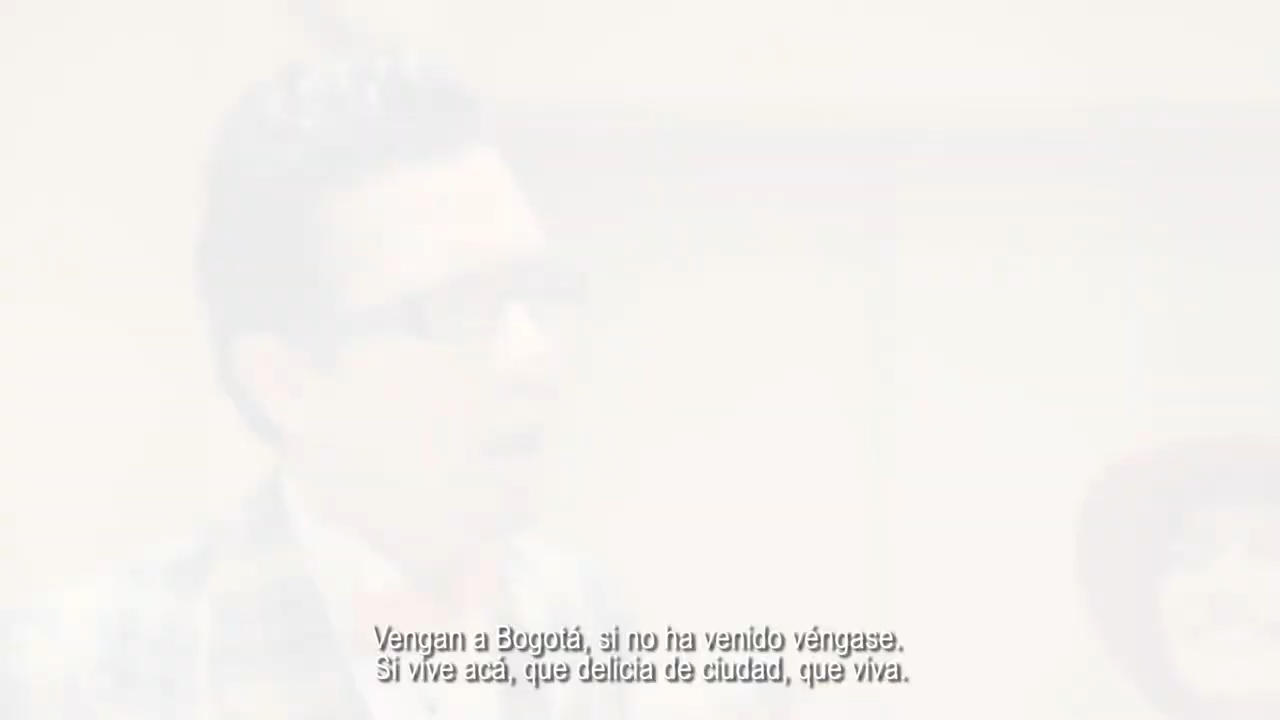 Vengan a Bogotá, si no ha venido véngase.
Si vive acá, que delicia de ciudad, que viva.